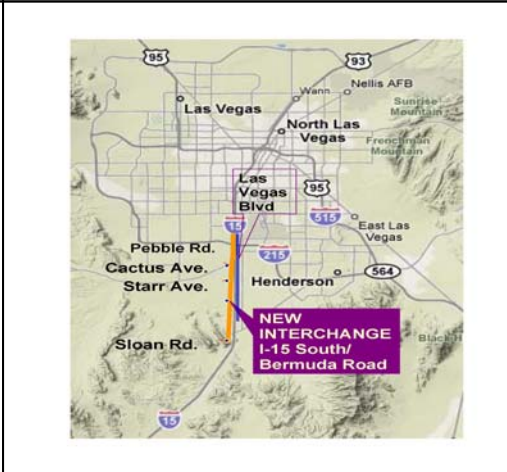 95
93
Wann
Nellis AFB
Las Vegas
Sunrise
Mountain
North Las
Vegas
Frenchman
Mountain
Las
Vegas
Blvd
95
15
515
East Las
Vegas
Pebble Rd.
215
Cactus Ave.
Henderson
564
Starr Ave.
NEW
INTERCHANGE
I-15 South/
Bermuda Road
Sloan Rd.
Black H
15